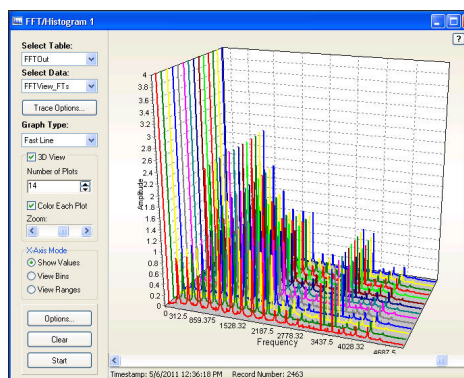 FFT/Histogram 1
?
Select Table:
FFTOut
Select Data:
FFTView_FTs
Trace Options...
Graph Type:
Fast Line
3D View
Number of Plots
14
Color Each Plot
Zoom:
X-Axis Mode
Show Values
View Bins
View Ranges
Options...
Clear
Start
4
3.8
3.6
3.4
3.2
3
2.8
2.6
2.4
2.2
2
1.8
1.6
1.4
1.2
1
0.8
0.6
0.4
0.2
0
Amplitude
0
312.5
859.375
1528.32
2187.5
2778.32
3437.5
4028.32
4687.5
Frequency
Timestamp: 5/6/2011 12:36:18 PM Record Number: 2463